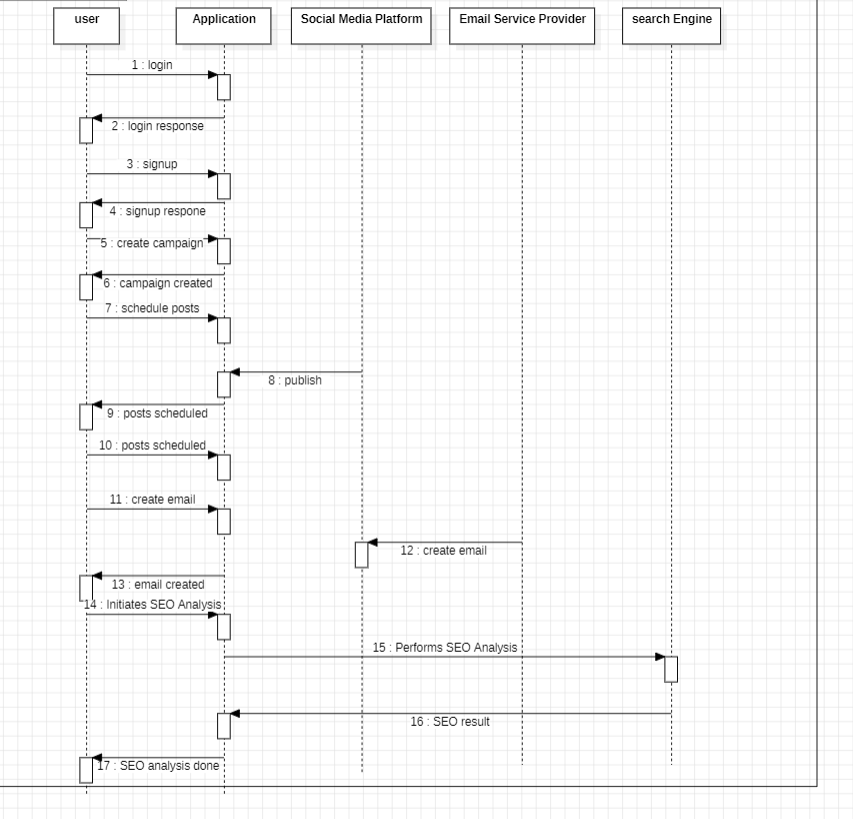 user
Application
Social Media Platform
Email Service Provider
search Engine
1 : login
2 : login response
3 : signup
4 : signup respone
5 : create campaign
6 : campaign created
7 : schedule posts
8 : publish
9 : posts scheduled
10 : posts scheduled
11 : create email
12 : create email
13 : email created
14 : Initiates SEO Analysis
15 : Performs SEO Analysis
16 : SEO result
17 : SEO analysis done